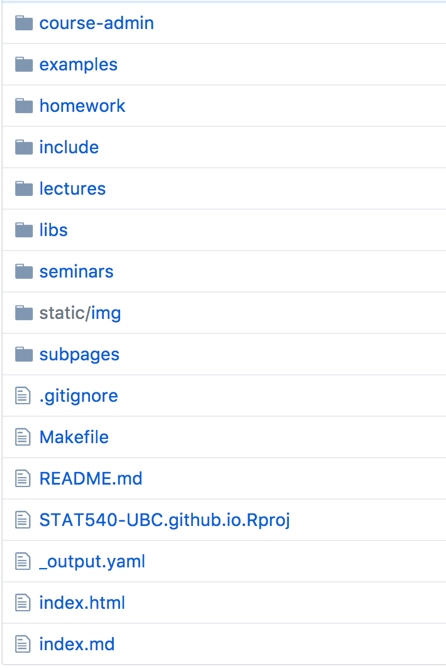 course-admin
examples
homework
include
lectures
libs
seminars
static/img
subpages
.gitignore
Makefile
README.md
STAT540-UBC.github.io.Rproj
_output.yaml
index.html
index.md